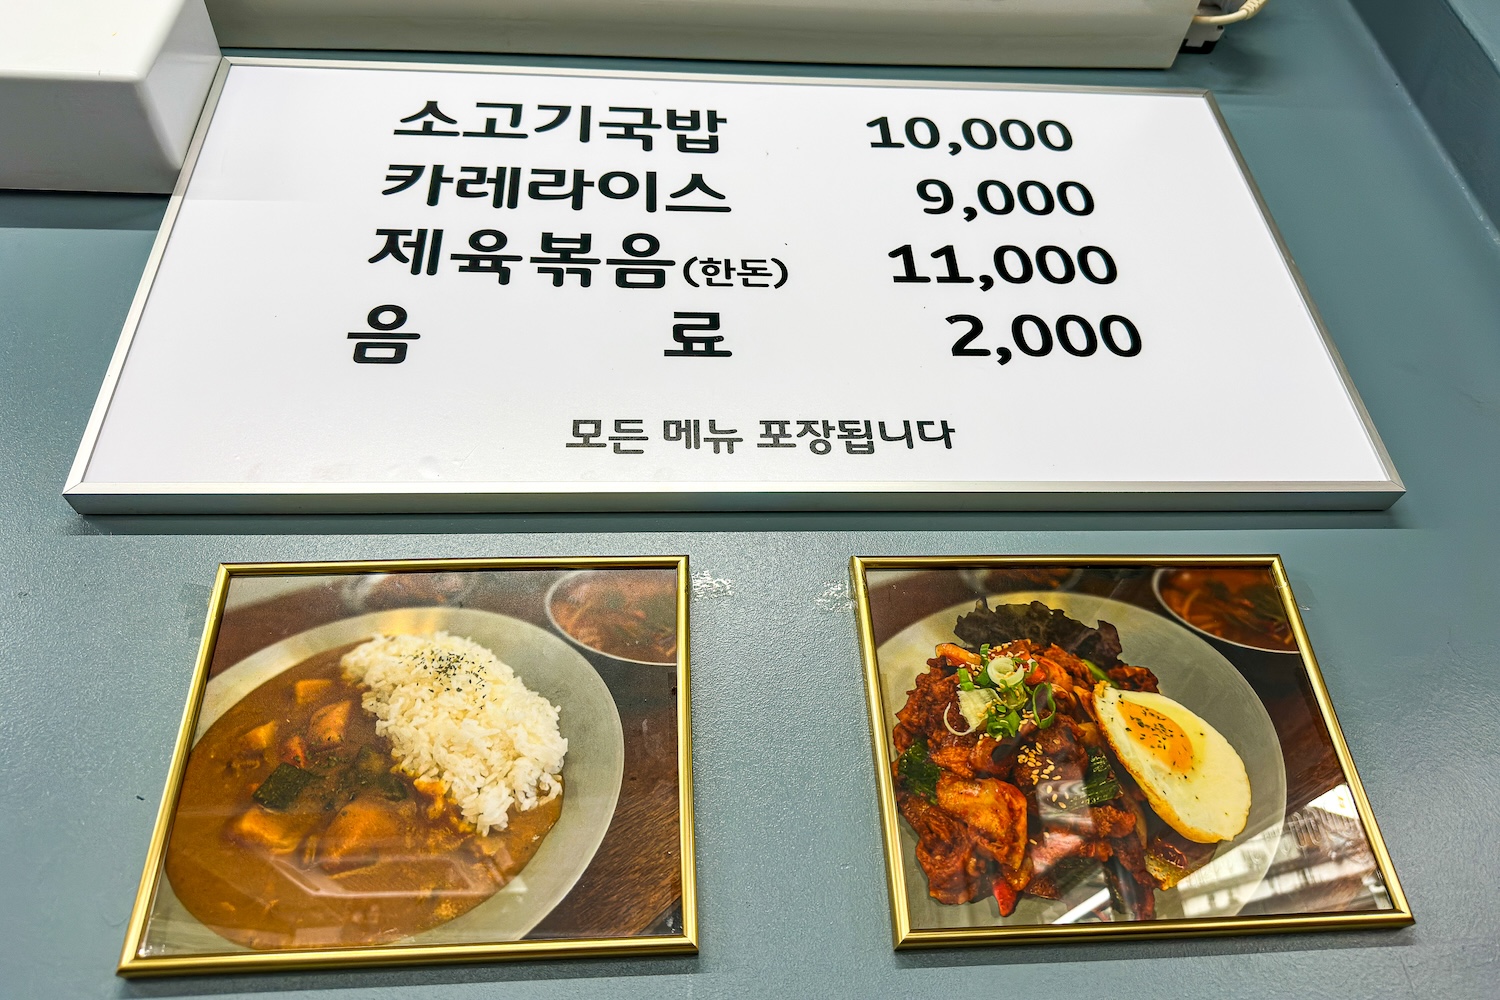 소고기국밥 10,000
카레라이스 9,000
제육볶음(한돈) 11,000
음 료 2,000
모든 메뉴 포장됩니다